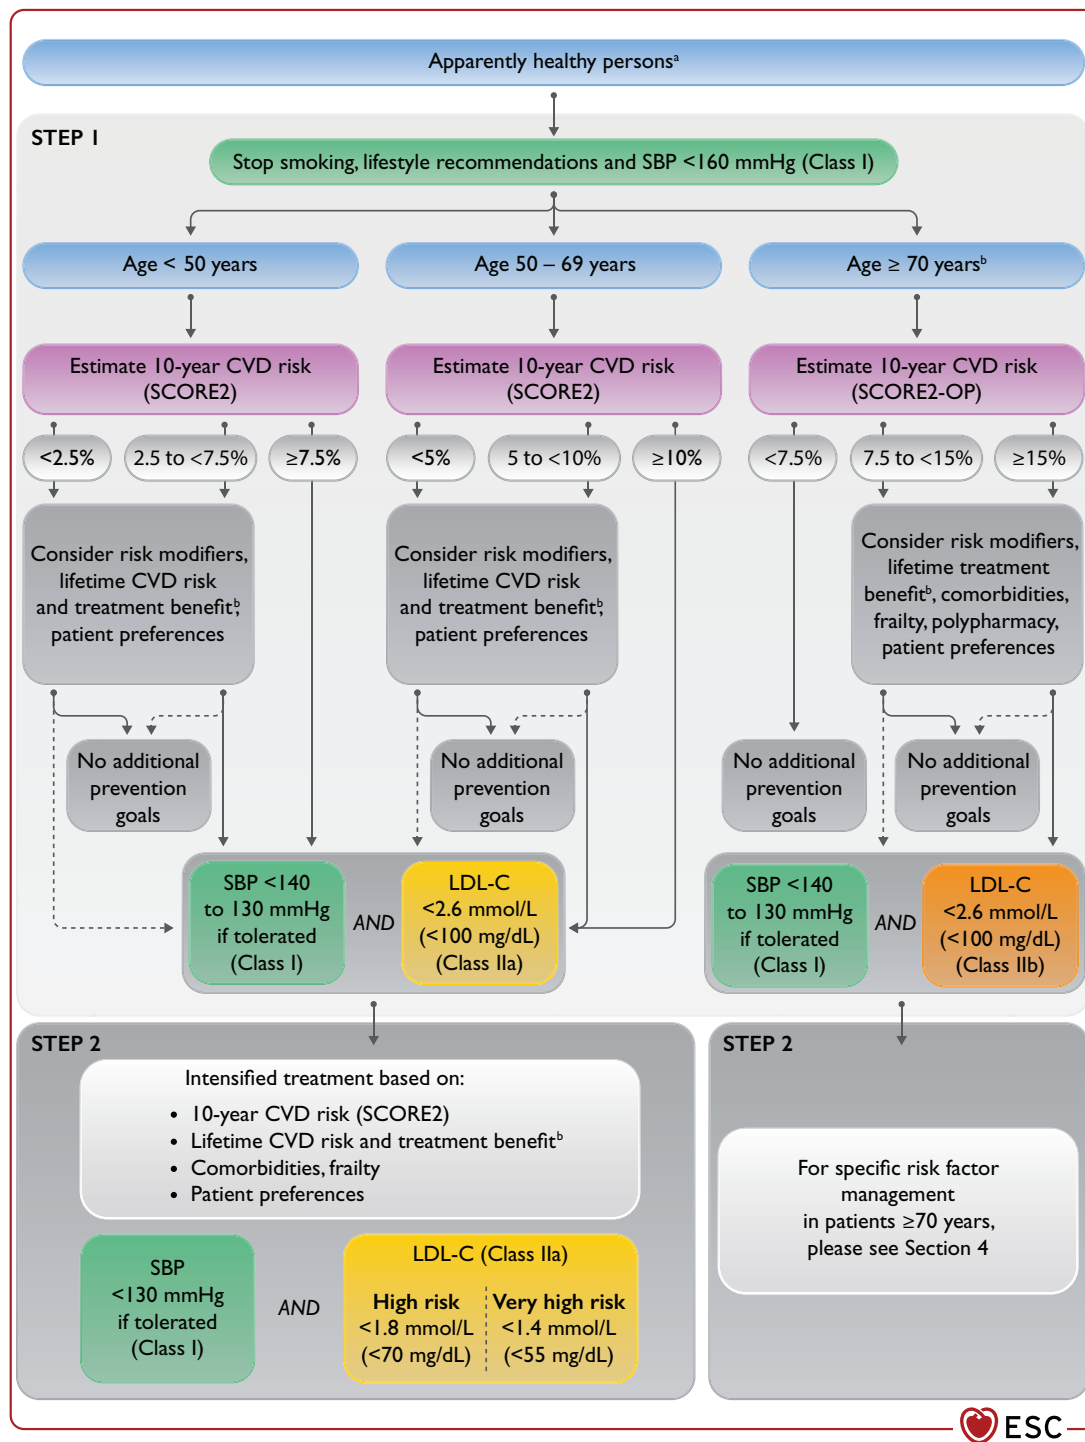 Apparently healthy personsᵃ
STEP 1
Stop smoking, lifestyle recommendations and SBP <160 mmHg (Class I)
Age < 50 years
Age 50 – 69 years
Age ≥ 70 yearsᵇ
Estimate 10-year CVD risk
(SCORE2)
Estimate 10-year CVD risk
(SCORE2)
Estimate 10-year CVD risk
(SCORE2-OP)
<2.5%
2.5 to <7.5%
≥7.5%
<5%
5 to <10%
≥10%
<7.5%
7.5 to <15%
≥15%
Consider risk modifiers,
lifetime CVD risk
and treatment benefitᵇ,
patient preferences
Consider risk modifiers,
lifetime CVD risk
and treatment benefitᵇ,
patient preferences
Consider risk modifiers,
lifetime treatment
benefitᵇ, comorbidities,
frailty, polypharmacy,
patient preferences
No additional
prevention
goals
No additional
prevention
goals
No additional
prevention
goals
No additional
prevention
goals
SBP <140
to 130 mmHg
if tolerated
(Class I)
AND
LDL-C
<2.6 mmol/L
(<100 mg/dL)
(Class IIa)
SBP <140
to 130 mmHg
if tolerated
(Class I)
AND
LDL-C
<2.6 mmol/L
(<100 mg/dL)
(Class IIb)
STEP 2
Intensified treatment based on:
• 10-year CVD risk (SCORE2)
• Lifetime CVD risk and treatment benefitᵇ
• Comorbidities, frailty
• Patient preferences
SBP
<130 mmHg
if tolerated
(Class I)
AND
LDL-C (Class IIa)
High risk
<1.8 mmol/L
(<70 mg/dL)
Very high risk
<1.4 mmol/L
(<55 mg/dL)
STEP 2
For specific risk factor
management
in patients ≥70 years,
please see Section 4
ESC